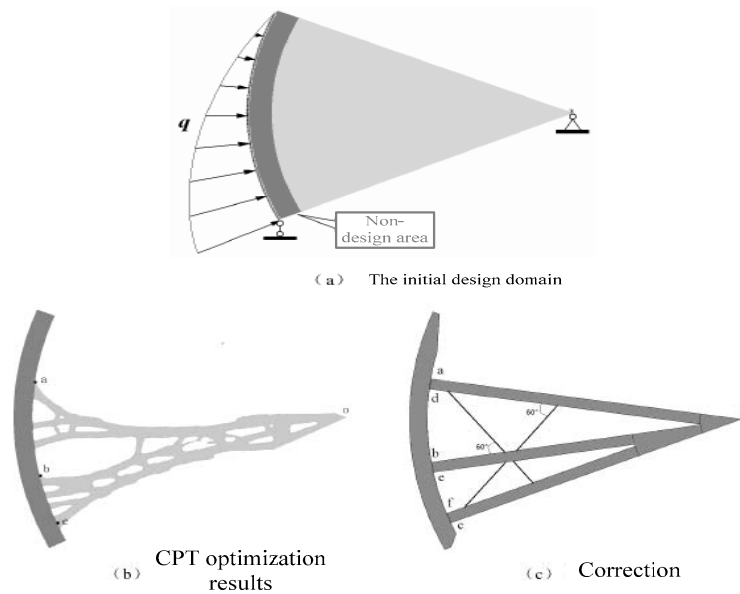 q
Non-
design area
(a) The initial design domain
a
o
b
e
(b) CPT optimization
results
a
d
60°
b
60°
e
f
c
(c) Correction